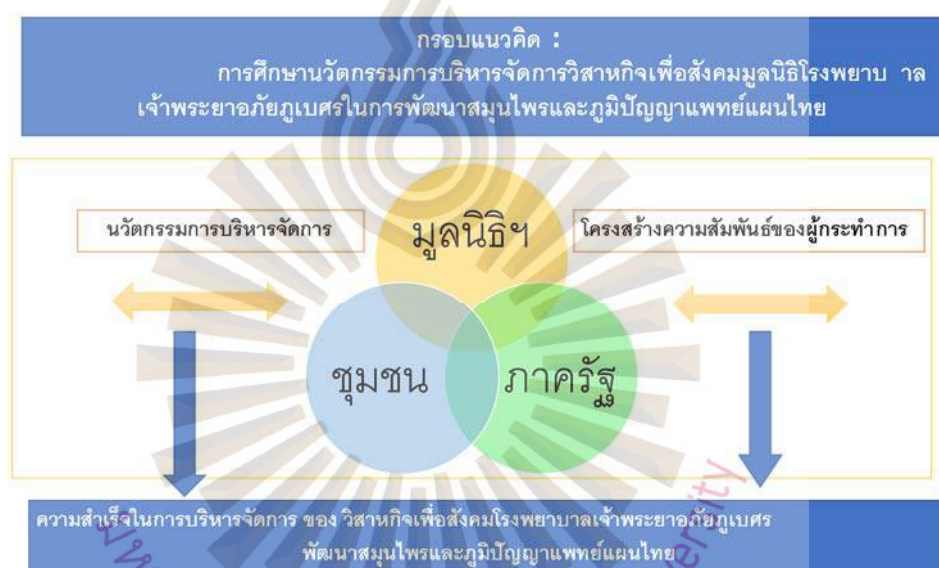 กรอบแนวคิด :
การศึกษานวัตกรรมการบริหารจัดการวิสาหกิจเพื่อสังคมมูลนิธิโรงพยาบ าล
เจ้าพระยาอภัยภูเบศรในการพัฒนาสมุนไพรและภูมิปัญญาแพทย์แผนไทย
นวัตกรรมการบริหารจัดการ
มูลนิธิฯ
โครงสร้างความสัมพันธ์ของผู้กระทำการ
ชุมชน
ภาครัฐ
ความสำเร็จในการบริหารจัดการ ของ วิสาหกิจเพื่อสังคมโรงพยาบาลเจ้าพระยาอภัยภูเบศร
พัฒนาสมุนไพรและภูมิปัญญาแพทย์แผนไทย